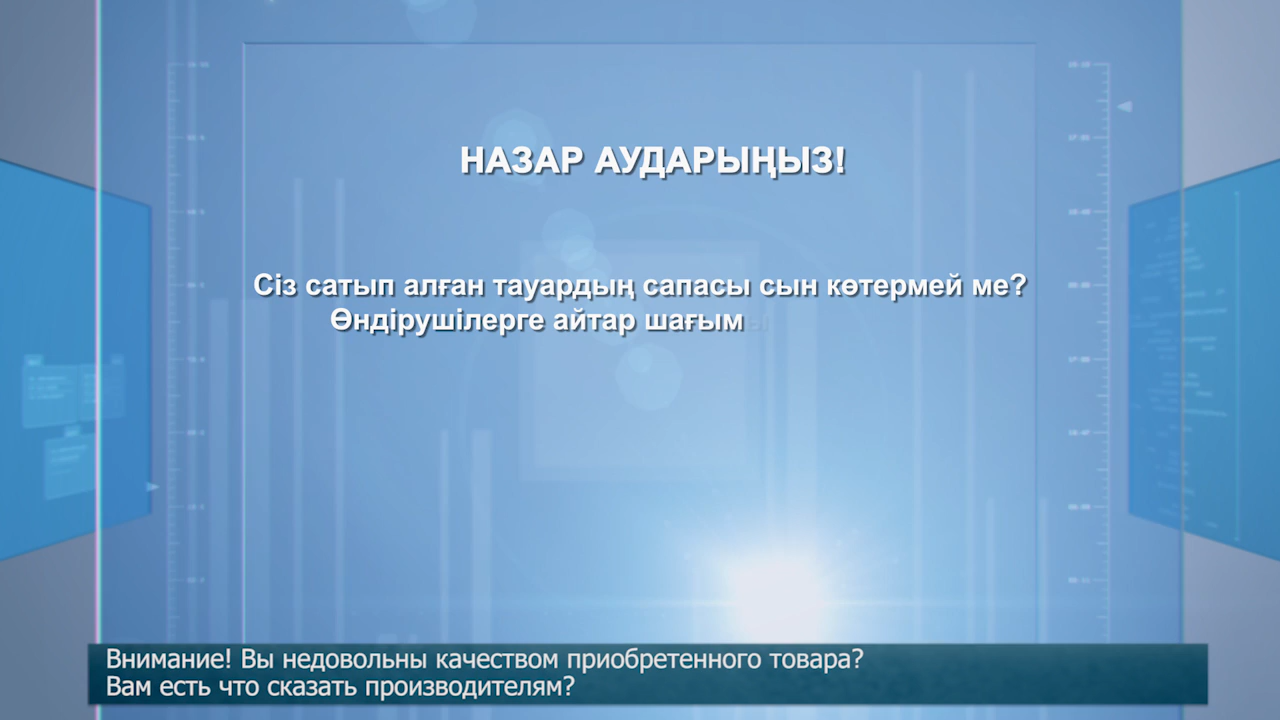 НАЗАР АУДАРЫҢЫЗ!
Сіз сатып алған тауардың сапасы сын көтермей ме?
Өндірушілерге айтар шағым
Внимание! Вы недовольны качеством приобретенного товара?
Вам есть что сказать производителям?